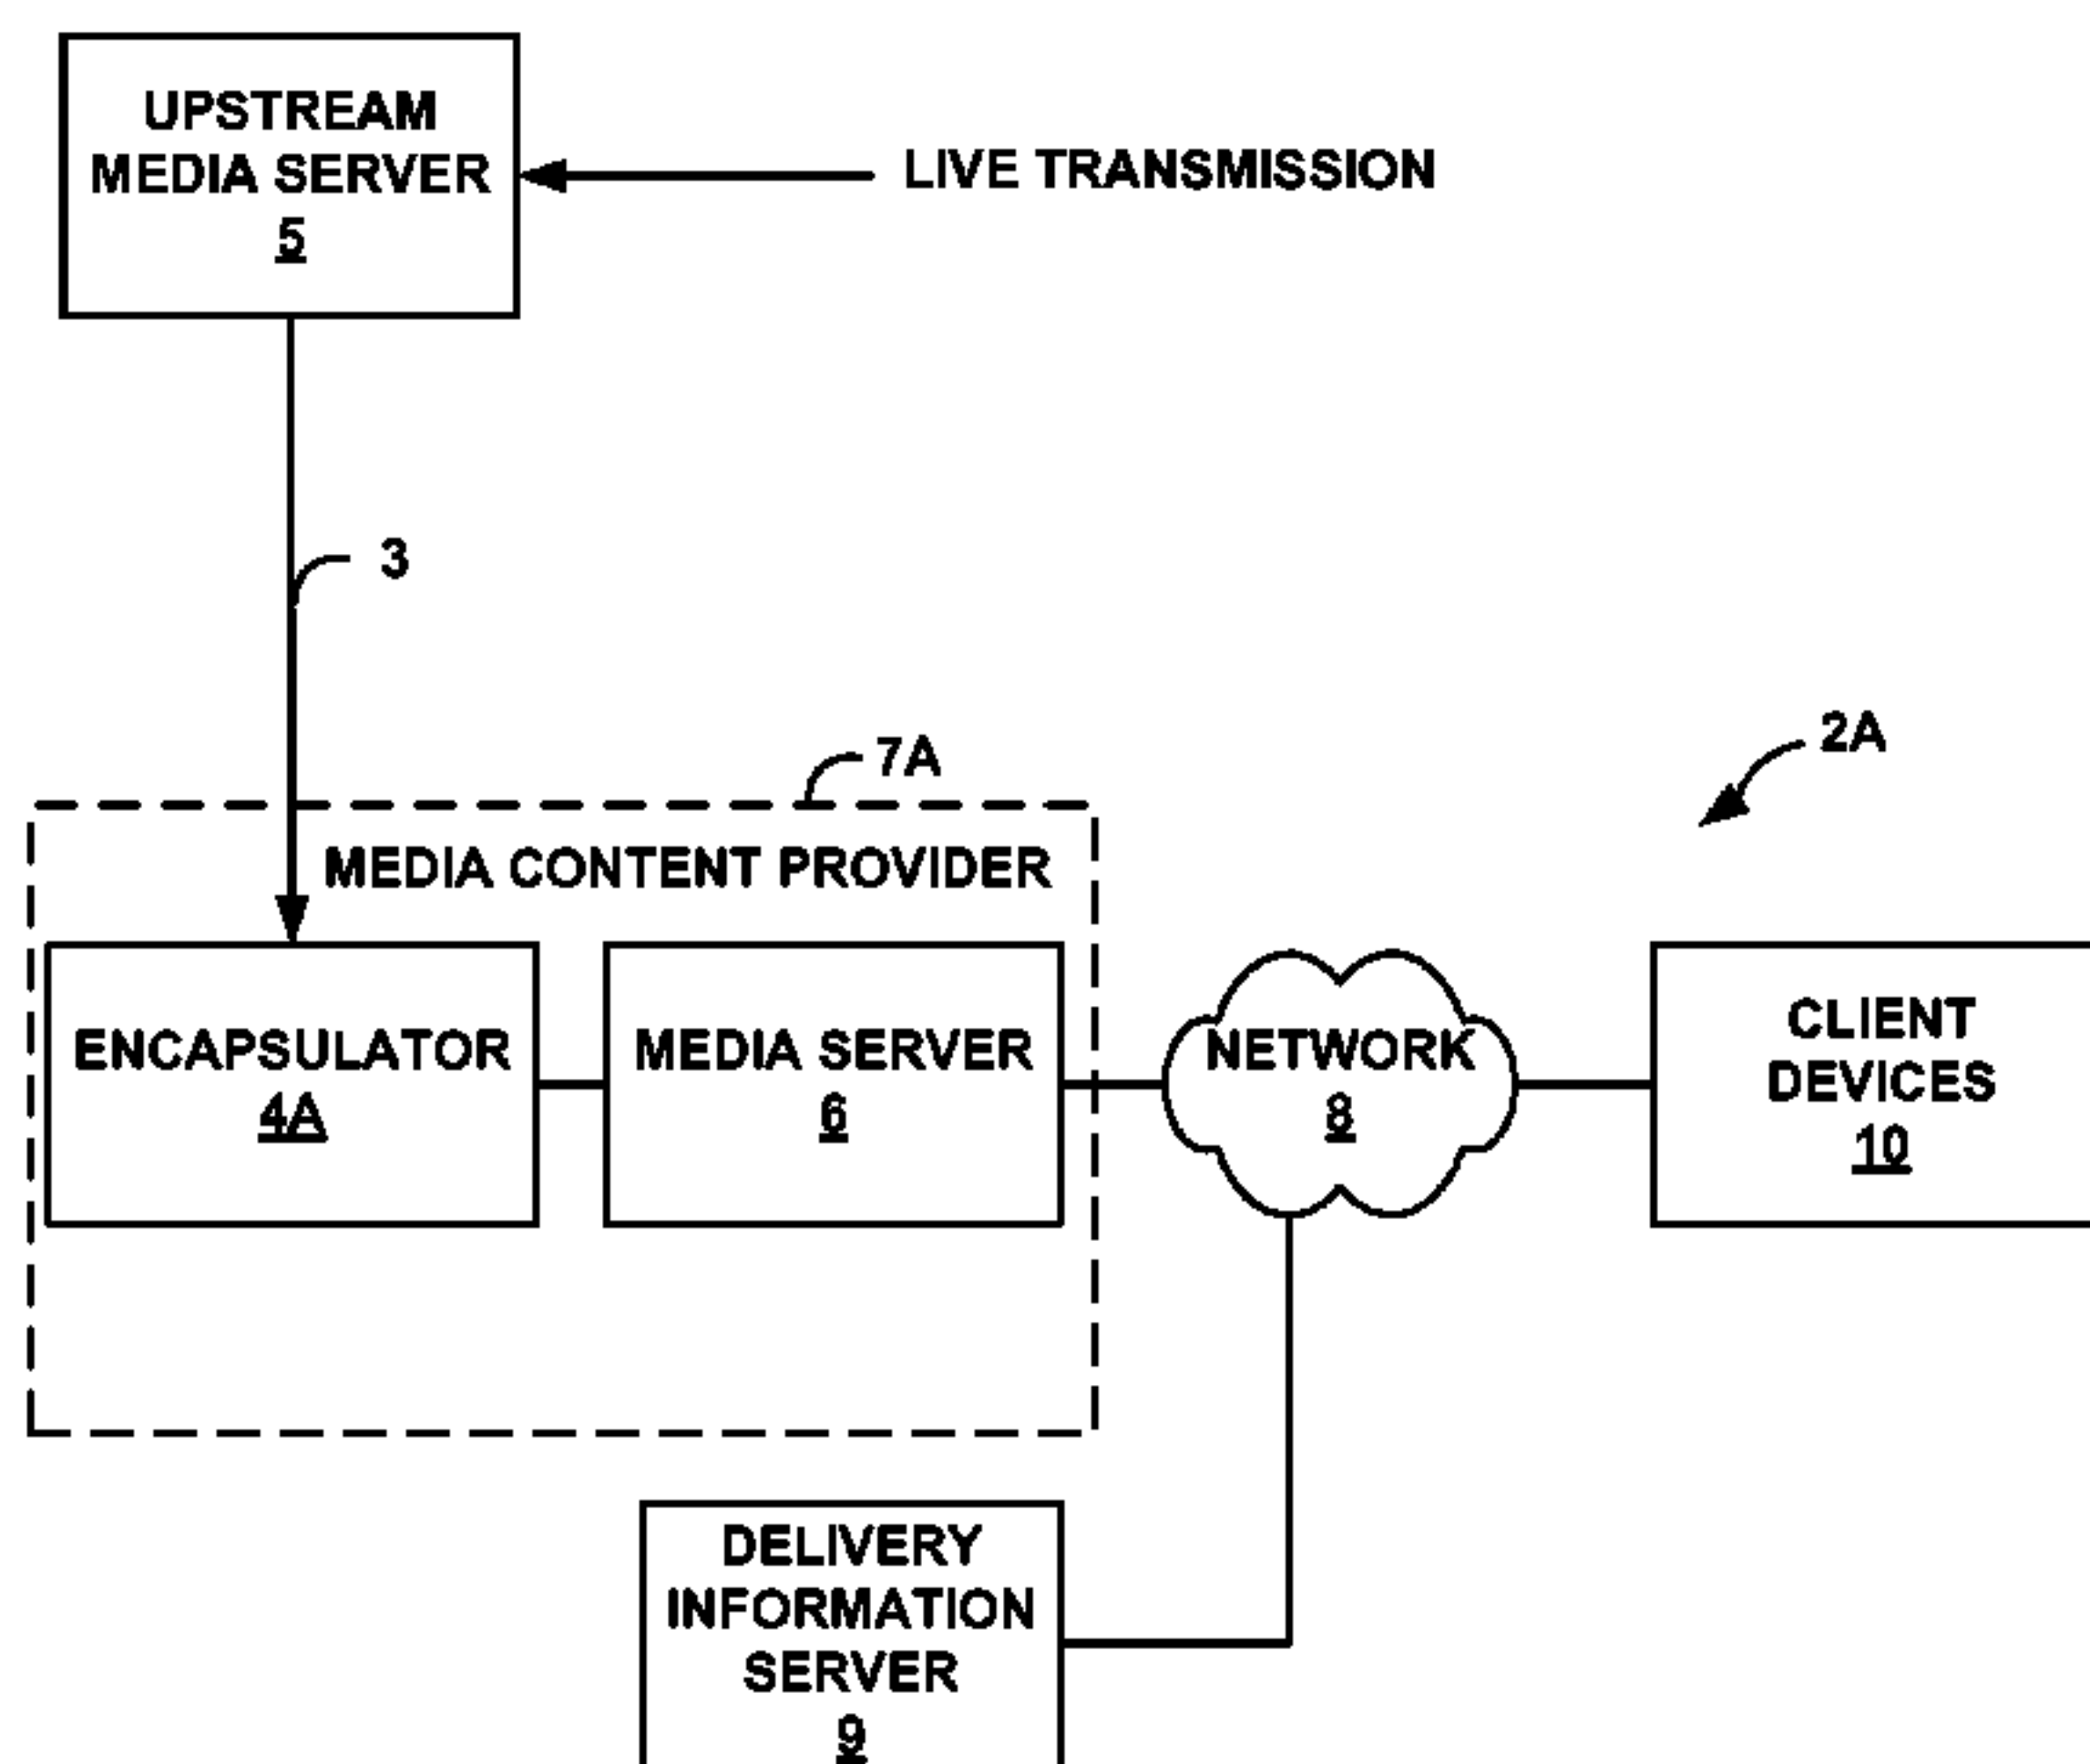 UPSTREAM
MEDIA SERVER
5
LIVE TRANSMISSION
3
7A
2A
MEDIA CONTENT PROVIDER
ENCAPSULATOR
4A
MEDIA SERVER
6
NETWORK
8
CLIENT
DEVICES
10
DELIVERY
INFORMATION
SERVER
9